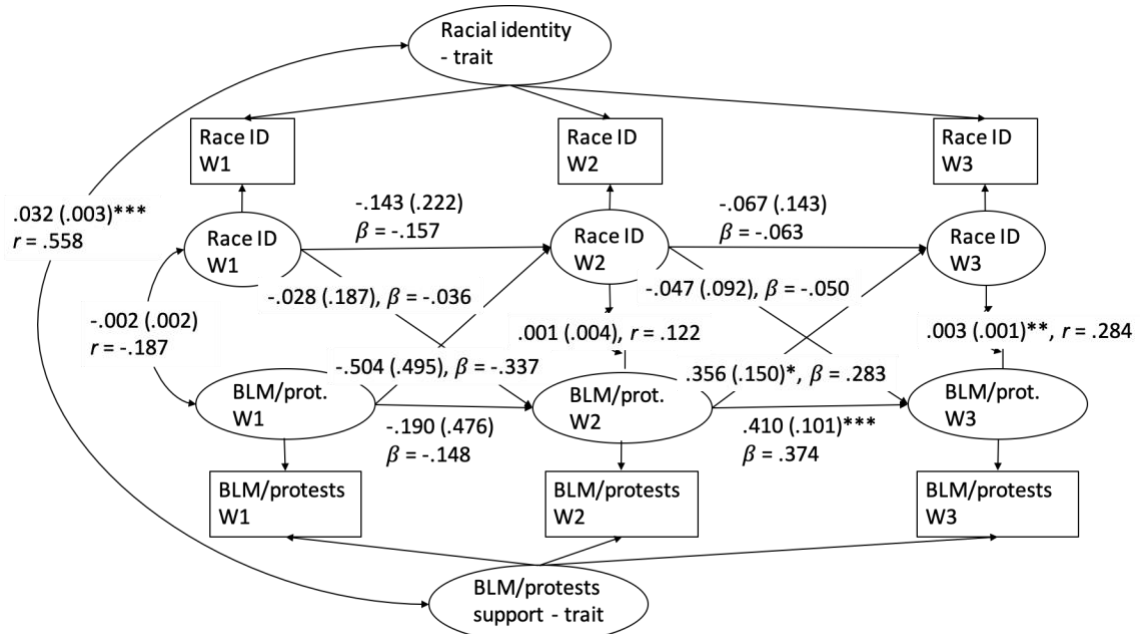 Racial identity
- trait
Race ID
W1
Race ID
W2
Race ID
W3
.032 (.003)***
r = .558
-.143 (.222)
β = -.157
-.067 (.143)
β = -.063
Race ID
W1
Race ID
W2
Race ID
W3
-.028 (.187), β = -.036
-.047 (.092), β = -.050
-.002 (.002)
r = -.187
.001 (.004), r = .122
.003 (.001)**, r = .284
-.504 (.495), β = -.337
.356 (.150)*, β = .283
BLM/prot.
W1
BLM/prot.
W2
BLM/prot.
W3
-.190 (.476)
β = -.148
.410 (.101)***
β = .374
BLM/protests
W1
BLM/protests
W2
BLM/protests
W3
BLM/protests
support - trait